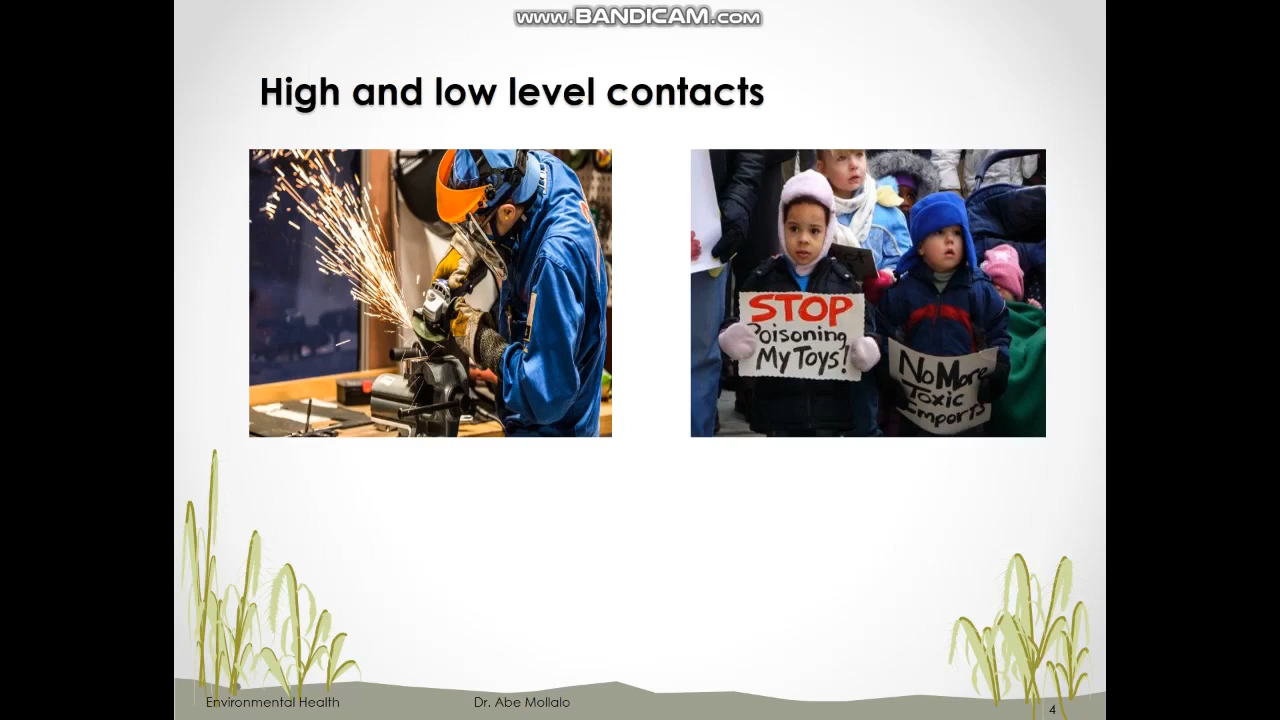 www.BANDICAM.com
High and low level contacts
STOP
Poisoning
My Toys!
No More
Toxic
Imports
Environmental Health
Dr. Abe Mollalo
4